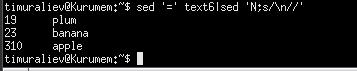 timuraliev@Kurumem:~$ sed '=' text6|sed 'N;s/\n//'
19      plum
23      banana
310     apple
timuraliev@Kurumem:~$